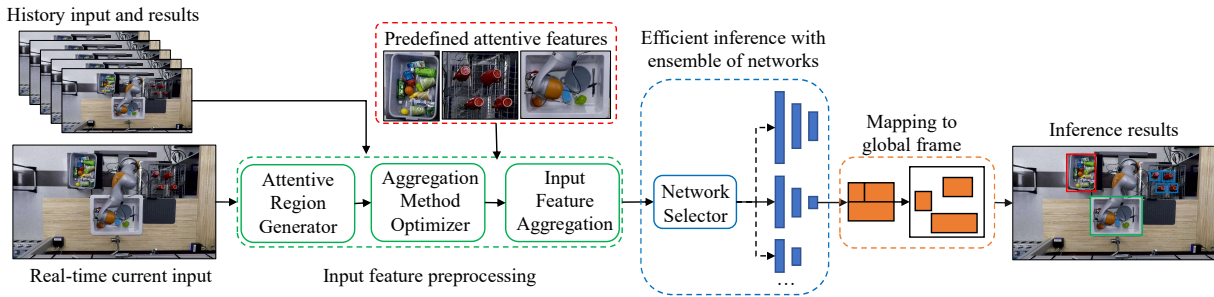 History input and results
Predefined attentive features
Efficient inference with
ensemble of networks
Mapping to
global frame
Inference results
Attentive
Region
Generator
Aggregation
Method
Optimizer
Input
Feature
Aggregation
Network
Selector
...
Real-time current input
Input feature preprocessing